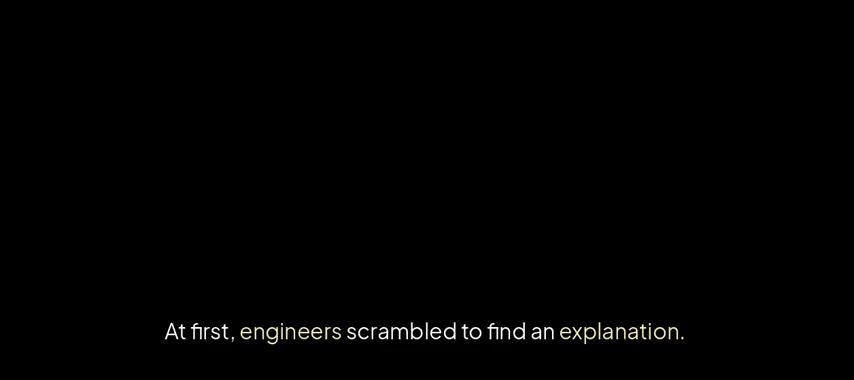 At first, engineers scrambled to find an explanation.